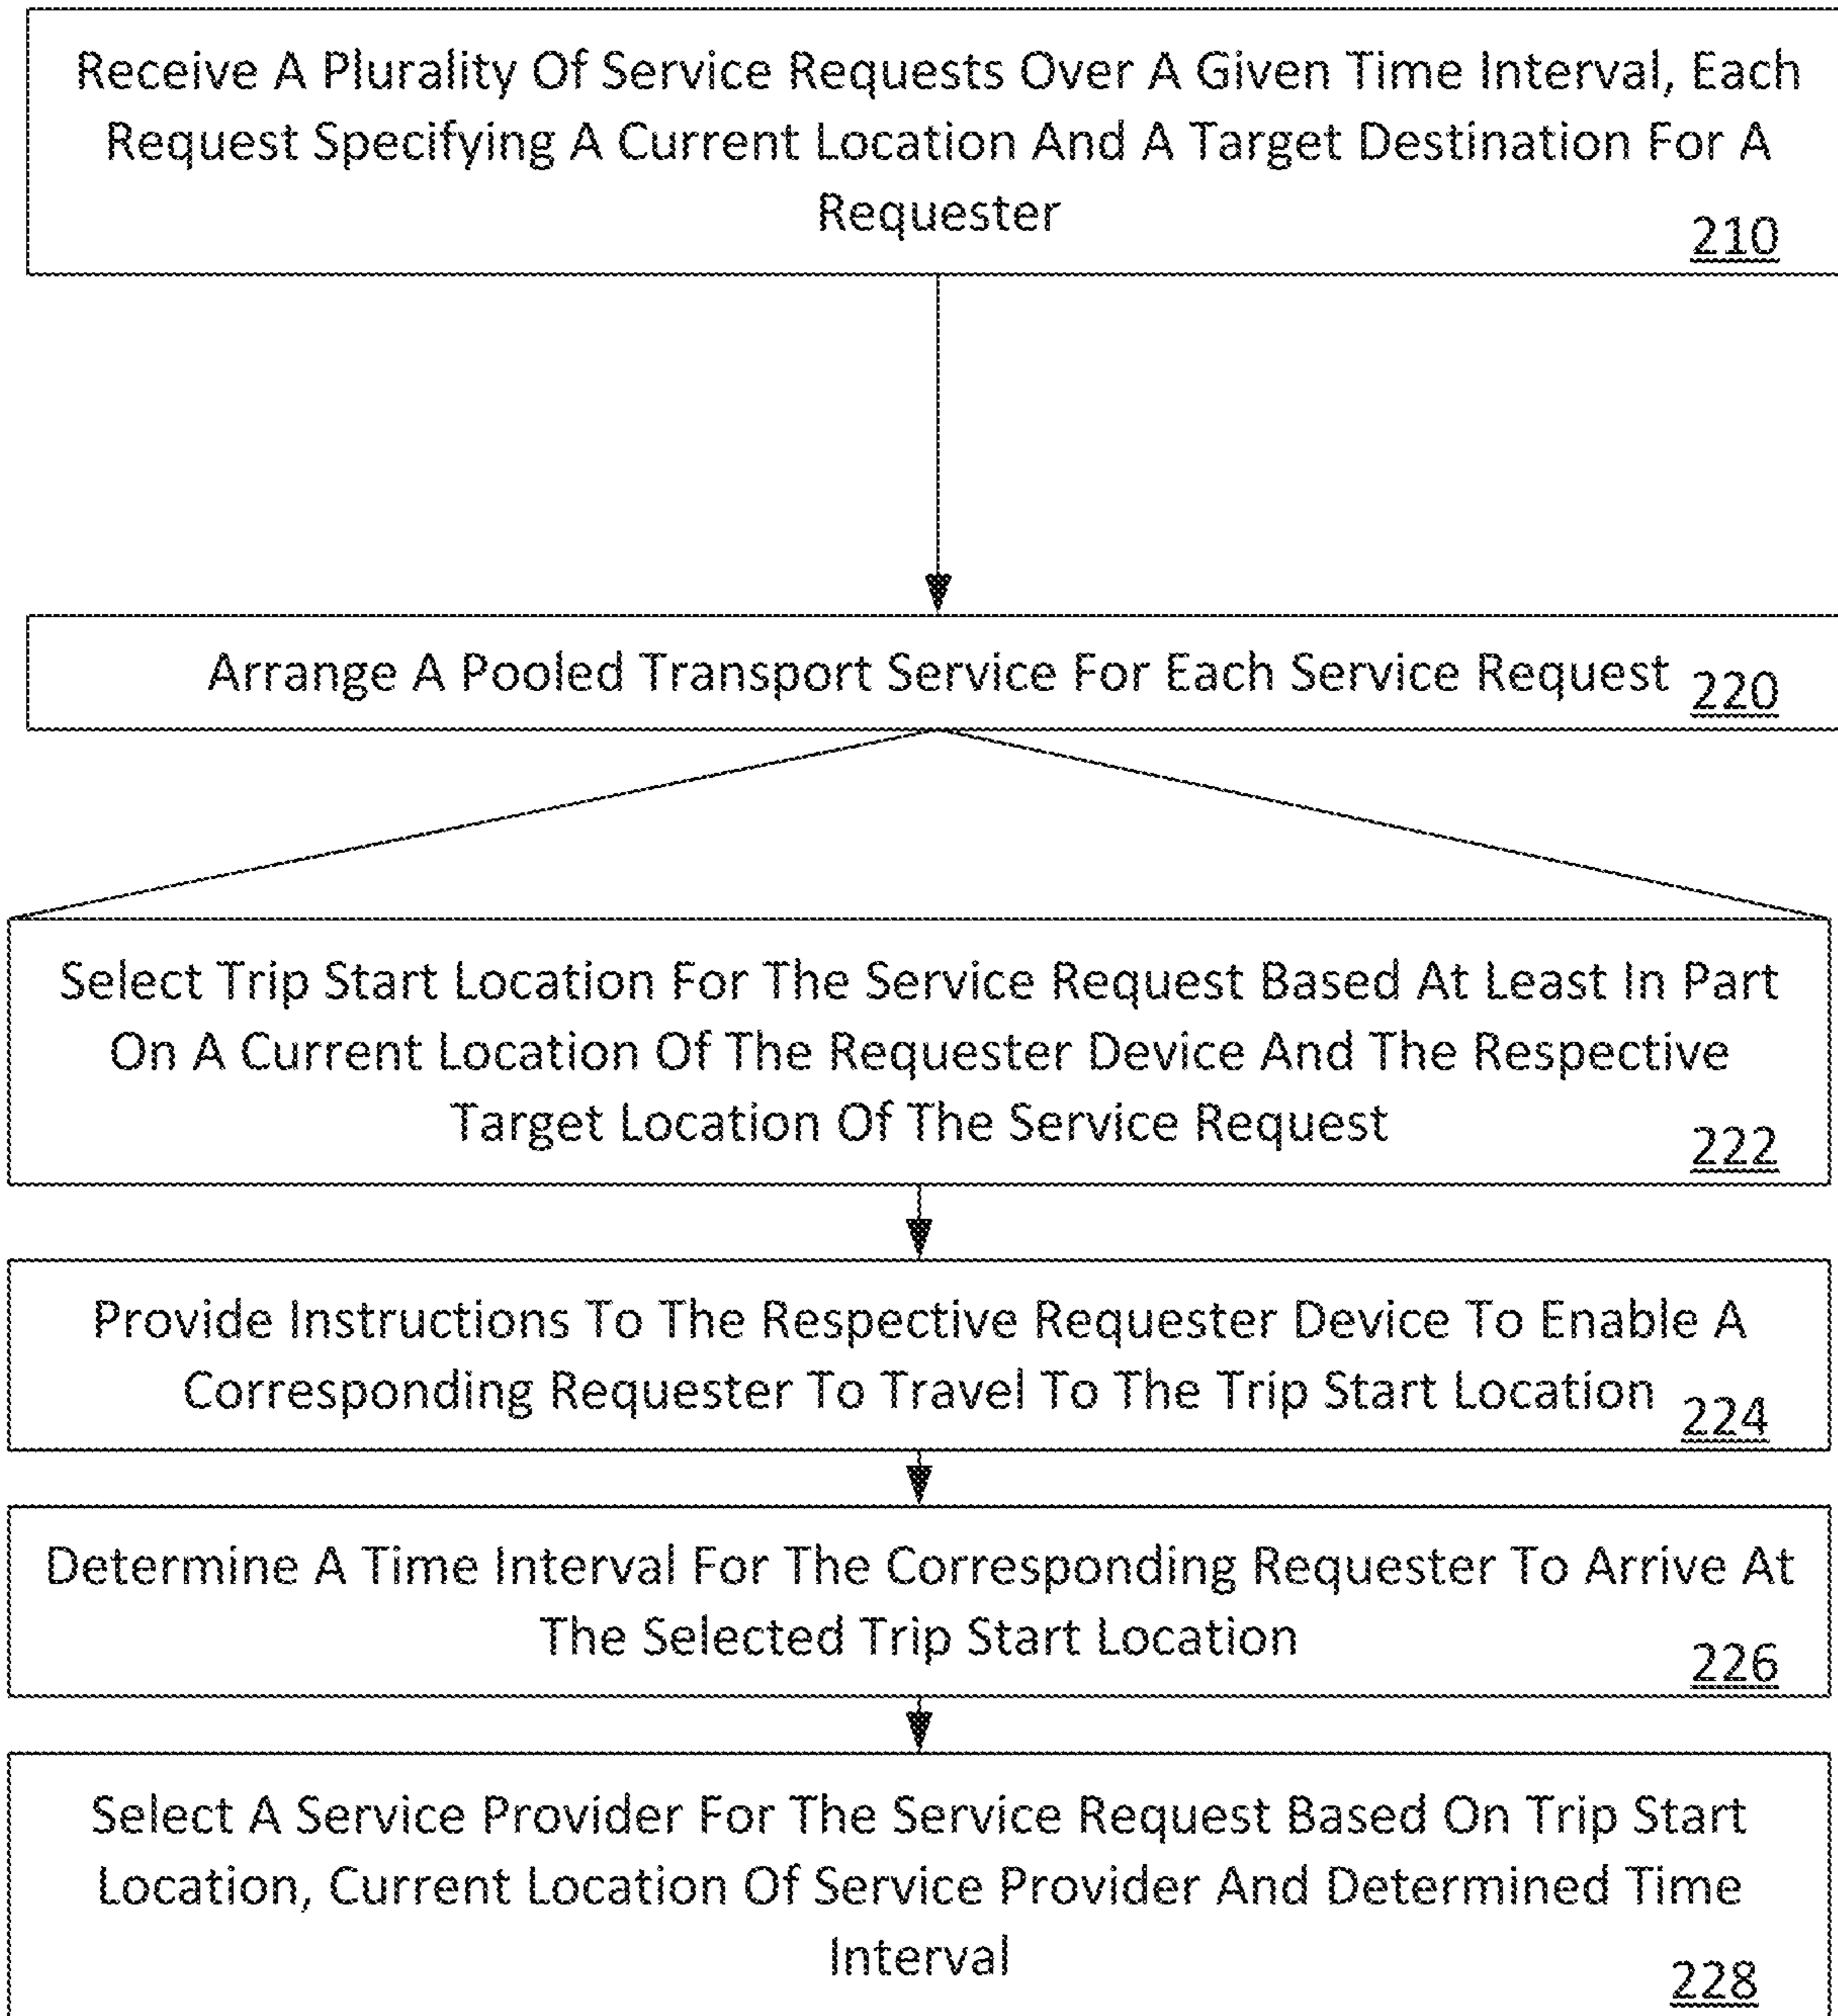 Receive A Plurality Of Service Requests Over A Given Time Interval, Each
Request Specifying A Current Location And A Target Destination For A
Requester
210
Arrange A Pooled Transport Service For Each Service Request 220
Select Trip Start Location For The Service Request Based At Least In Part
On A Current Location Of The Requester Device And The Respective
Target Location Of The Service Request
222
Provide Instructions To The Respective Requester Device To Enable A
Corresponding Requester To Travel To The Trip Start Location 224
Determine A Time Interval For The Corresponding Requester To Arrive At
The Selected Trip Start Location
226
Select A Service Provider For The Service Request Based On Trip Start
Location, Current Location Of Service Provider And Determined Time
Interval
228